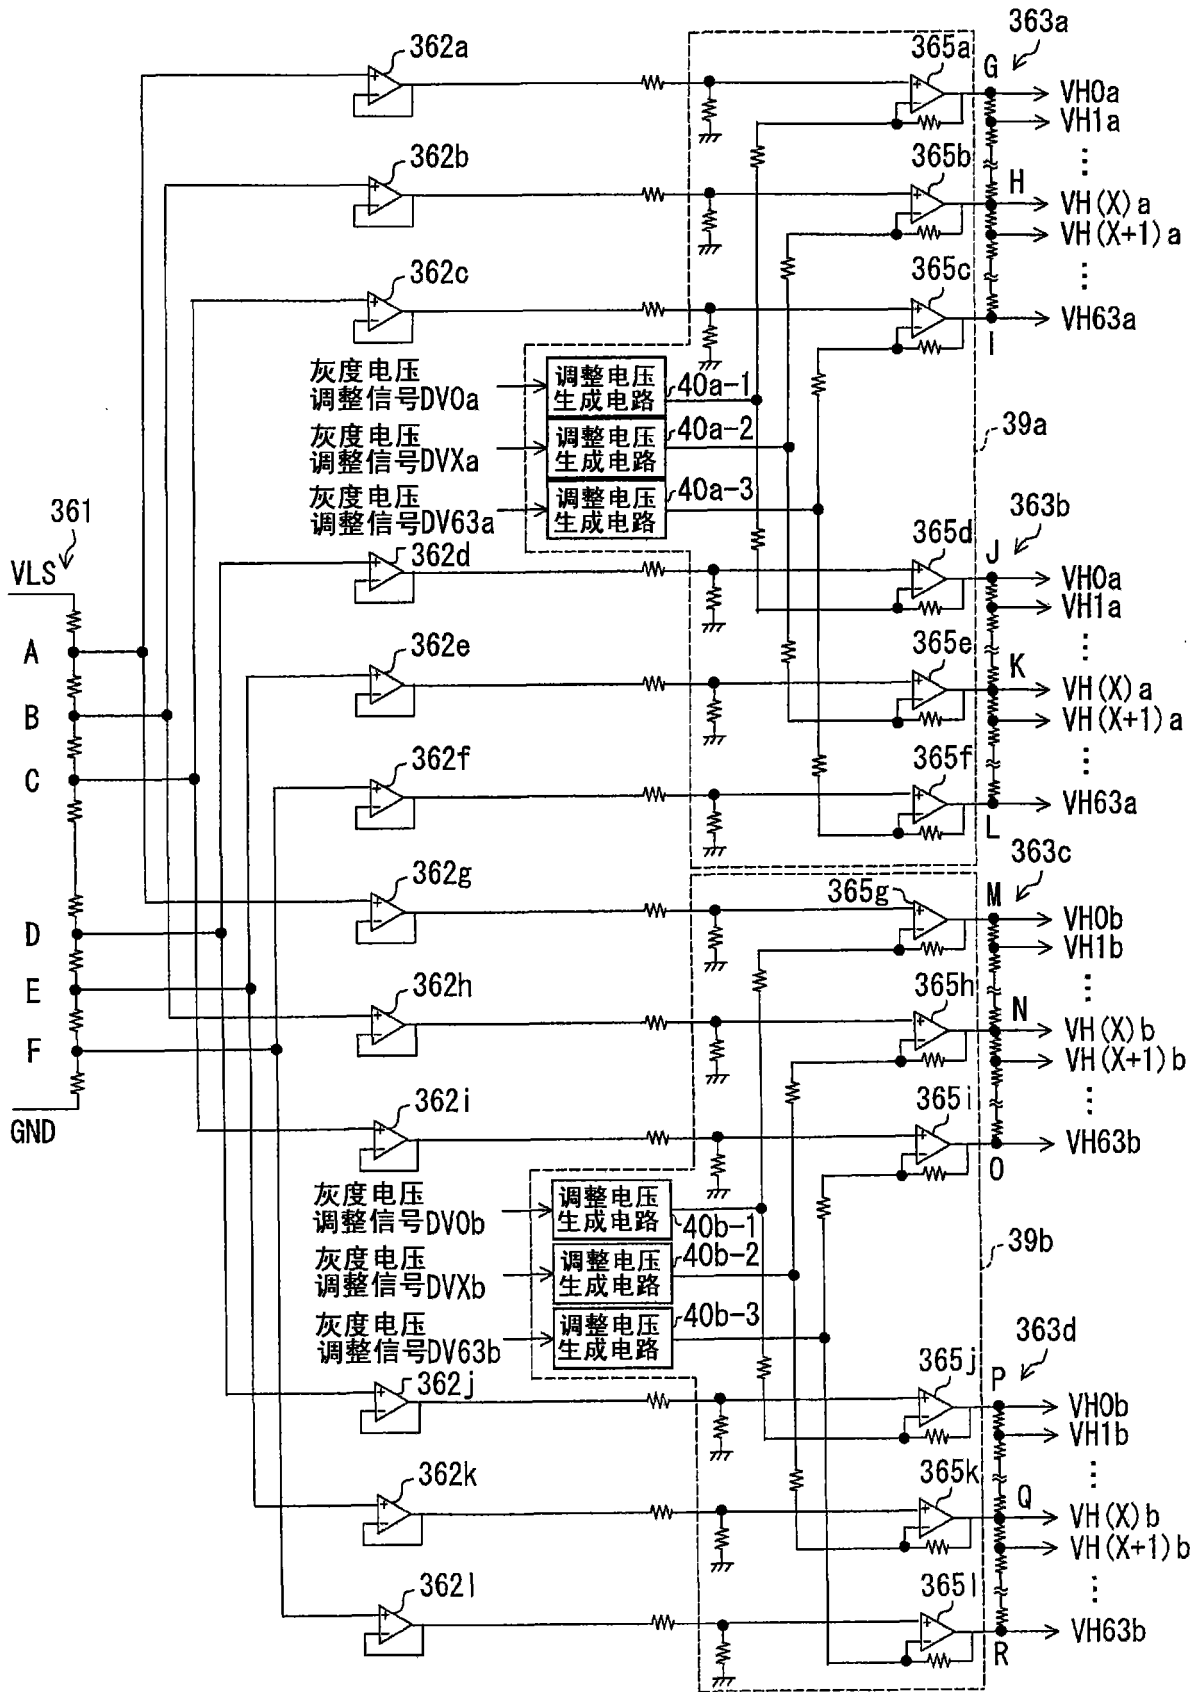 363a
362a
365a
G
VH0a
VH1a
362b
365b
H
VH(X)a
VH(X+1)a
362c
365c
VH63a
I
灰度电压
调整信号DV0a
调整电压
生成电路
40a-1
灰度电压
调整信号DVXa
调整电压
生成电路
40a-2
39a
灰度电压
调整信号DV63a
调整电压
生成电路
40a-3
361
363b
VLS
362d
365d
J
VH0a
VH1a
A
362e
365e
K
VH(X)a
VH(X+1)a
B
C
362f
365f
VH63a
L
363c
362g
365g
M
VH0b
VH1b
D
E
362h
365h
N
VH(X)b
VH(X+1)b
F
362i
365i
GND
VH63b
O
灰度电压
调整信号DV0b
调整电压
生成电路
40b-1
灰度电压
调整信号DVXb
调整电压
生成电路
40b-2
39b
灰度电压
调整信号DV63b
调整电压
生成电路
40b-3
363d
362j
365j
P
VH0b
VH1b
362k
365k
Q
VH(X)b
VH(X+1)b
362l
365l
VH63b
R